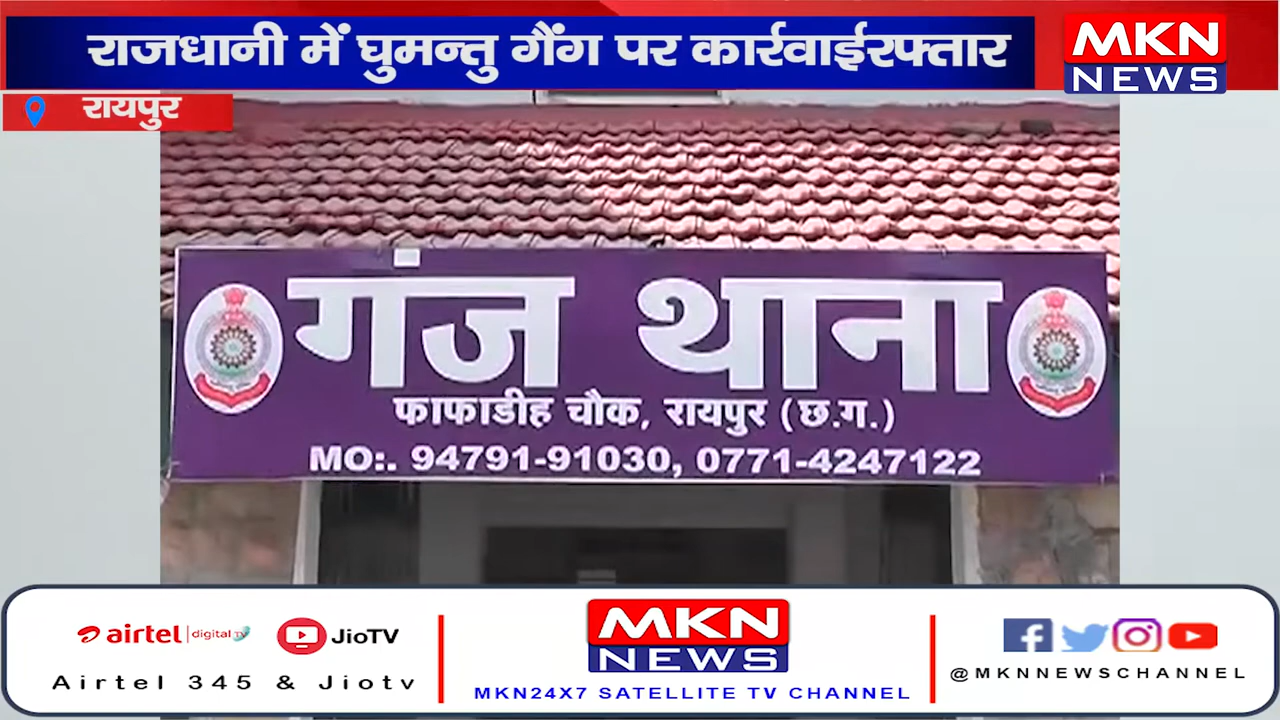 राजधानी में घुमन्तु गैंग पर कार्रवाईरफ्तार
MKN
NEWS
रायपुर
गंज थाना
फाफाडीह चौक, रायपुर (छ.ग.)
MO:. 94791-91030, 0771-4247122
airtel digital TV
JioTV
Airtel 345 & Jiotv
MKN
NEWS
MKN24X7 SATELLITE TV CHANNEL
@MKNNEWSCHANNEL